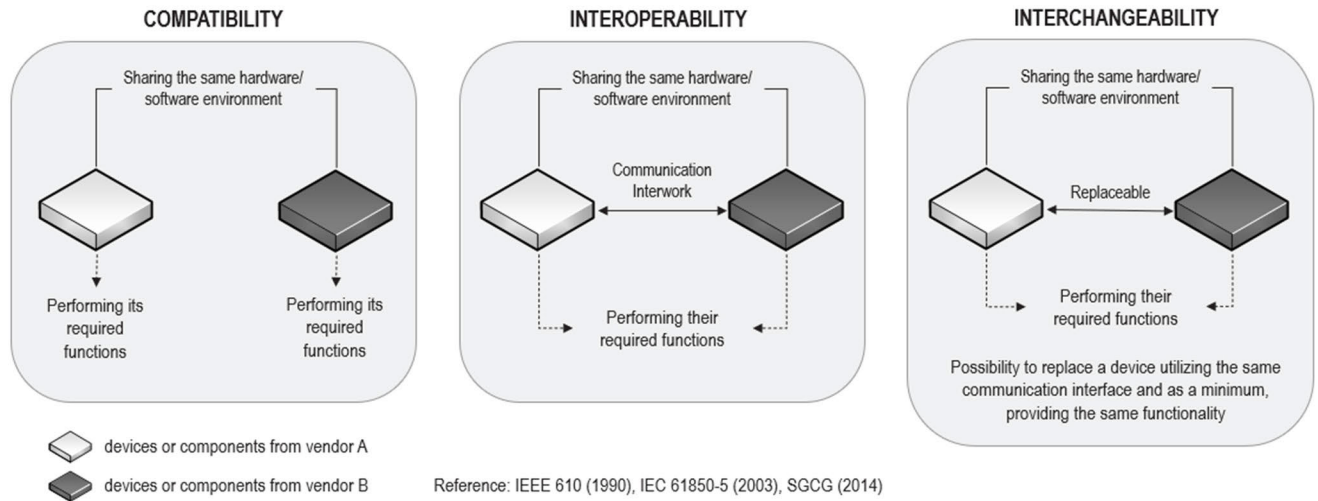 COMPATIBILITY
Sharing the same hardware/
software environment
Performing its
required
functions
Performing its
required
functions
INTEROPERABILITY
Sharing the same hardware/
software environment
Communication
Interwork
Performing their
required functions
INTERCHANGEABILITY
Sharing the same hardware/
software environment
Replaceable
Performing their
required functions
Possibility to replace a device utilizing the same
communication interface and as a minimum,
providing the same functionality
devices or components from vendor A
devices or components from vendor B
Reference: IEEE 610 (1990), IEC 61850-5 (2003), SGCG (2014)